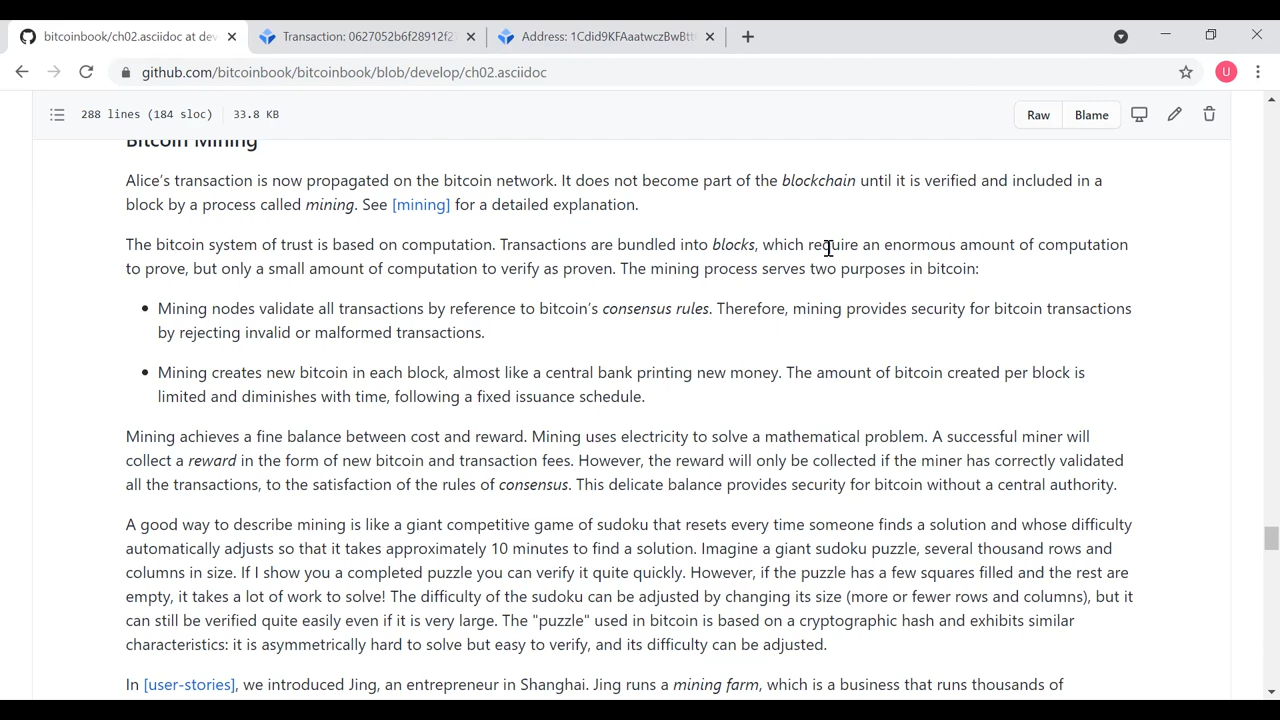 bitcoinbook/ch02.asciidoc at dev
Transaction: 0627052b6f28912f2
Address: 1Cdid9KFAaatwczBwBtt
github.com/bitcoinbook/bitcoinbook/blob/develop/ch02.asciidoc
U
288 lines (184 sloc)
33.8 KB
Raw
Blame
Bitcoin Mining
Alice's transaction is now propagated on the bitcoin network. It does not become part of the blockchain until it is verified and included in a
block by a process called mining. See [mining] for a detailed explanation.
The bitcoin system of trust is based on computation. Transactions are bundled into blocks, which require an enormous amount of computation
to prove, but only a small amount of computation to verify as proven. The mining process serves two purposes in bitcoin:
• Mining nodes validate all transactions by reference to bitcoin's consensus rules. Therefore, mining provides security for bitcoin transactions
by rejecting invalid or malformed transactions.
• Mining creates new bitcoin in each block, almost like a central bank printing new money. The amount of bitcoin created per block is
limited and diminishes with time, following a fixed issuance schedule.
Mining achieves a fine balance between cost and reward. Mining uses electricity to solve a mathematical problem. A successful miner will
collect a reward in the form of new bitcoin and transaction fees. However, the reward will only be collected if the miner has correctly validated
all the transactions, to the satisfaction of the rules of consensus. This delicate balance provides security for bitcoin without a central authority.
A good way to describe mining is like a giant competitive game of sudoku that resets every time someone finds a solution and whose difficulty
automatically adjusts so that it takes approximately 10 minutes to find a solution. Imagine a giant sudoku puzzle, several thousand rows and
columns in size. If I show you a completed puzzle you can verify it quite quickly. However, if the puzzle has a few squares filled and the rest are
empty, it takes a lot of work to solve! The difficulty of the sudoku can be adjusted by changing its size (more or fewer rows and columns), but it
can still be verified quite easily even if it is very large. The "puzzle" used in bitcoin is based on a cryptographic hash and exhibits similar
characteristics: it is asymmetrically hard to solve but easy to verify, and its difficulty can be adjusted.
In [user-stories], we introduced Jing, an entrepreneur in Shanghai. Jing runs a mining farm, which is a business that runs thousands of